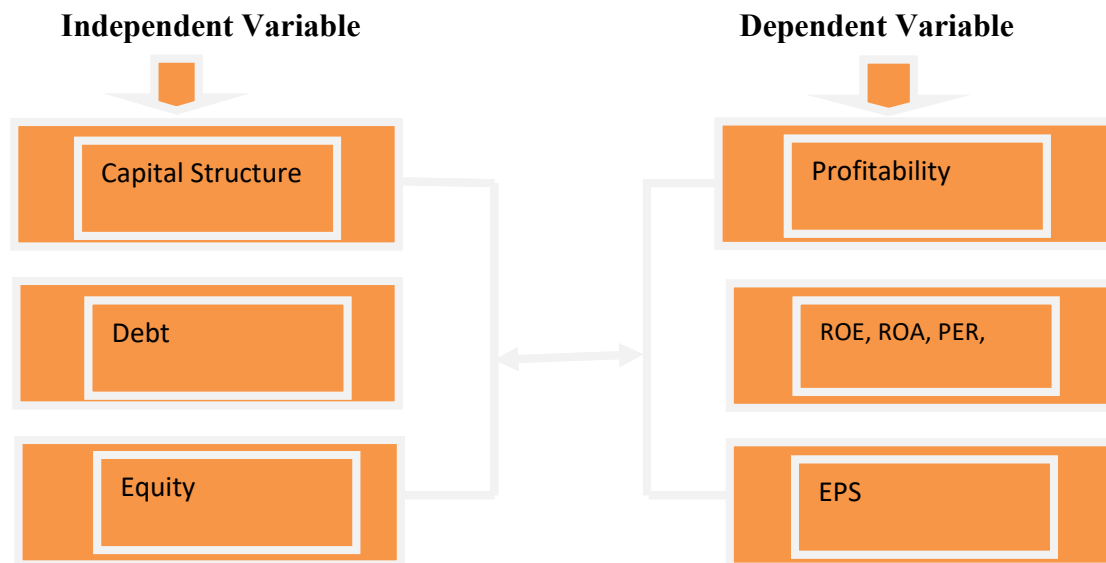 Independent Variable
Dependent Variable
Capital Structure
Profitability
Debt
ROE, ROA, PER,
Equity
EPS